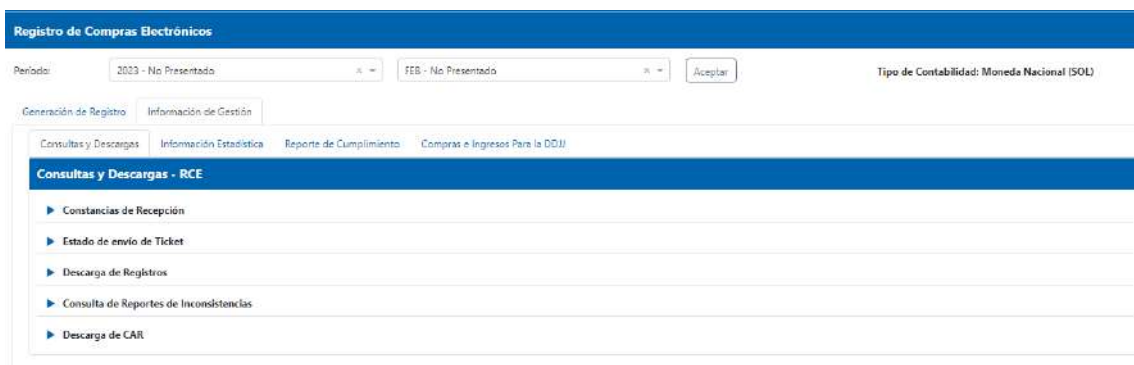 Registro de Compras Electrónicos
Período: 2023 - No Presentado FEB - No Presentado Aceptar Tipo de Contabilidad: Moneda Nacional (SOL)
Generación de Registro Información de Gestión
Consultas y Descargas Información Estadística Reporte de Cumplimiento Compras e Ingresos Para la DDJJ
Consultas y Descargas - RCE
Constancias de Recepción
Estado de envío de Ticket
Descarga de Registros
Consulta de Reportes de Inconsistencias
Descarga de CAR